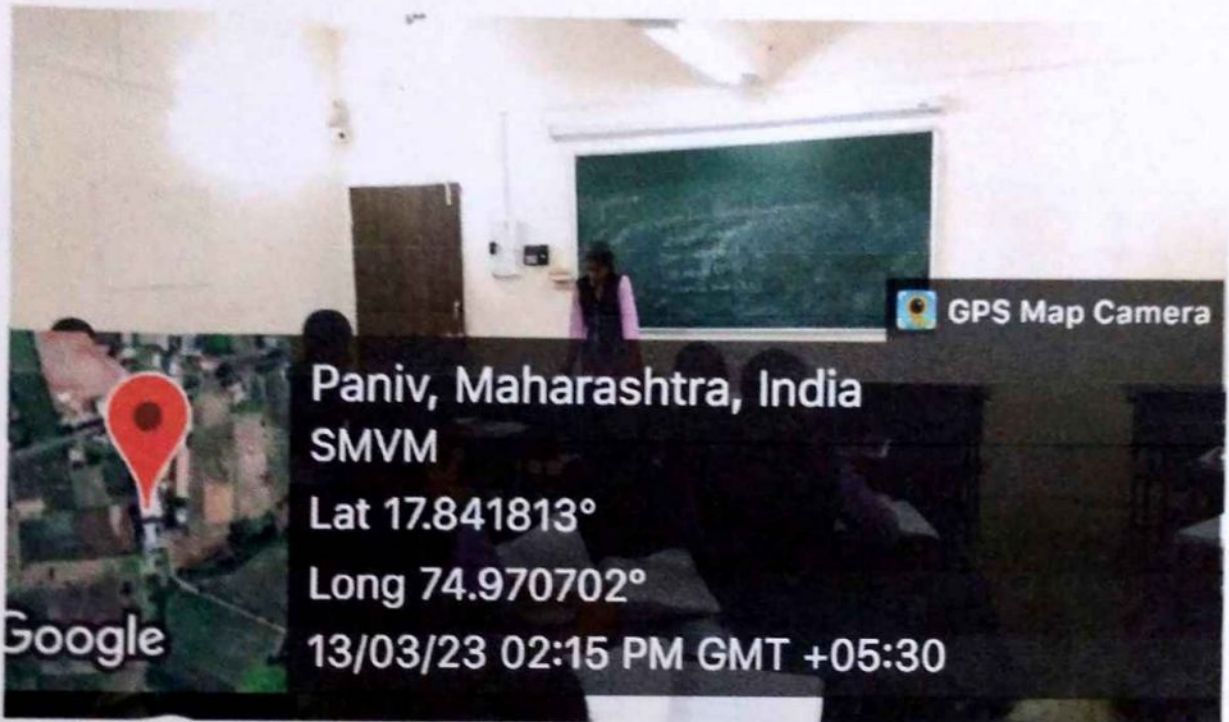 GPS Map Camera
Paniv, Maharashtra, India
SMVM
Lat 17.841813°
Long 74.970702°
13/03/23 02:15 PM GMT +05:30
Google